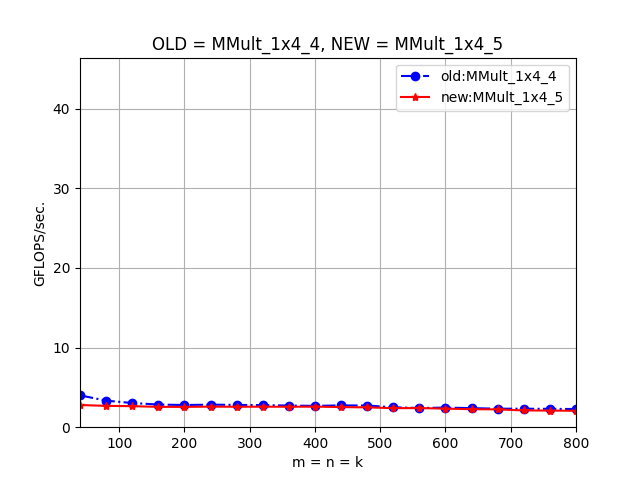 OLD = MMult_1x4_4, NEW = MMult_1x4_5
old:MMult_1x4_4
new:MMult_1x4_5
GFLOPS/sec.
40
30
20
10
0
100 200 300 400 500 600 700 800
m = n = k